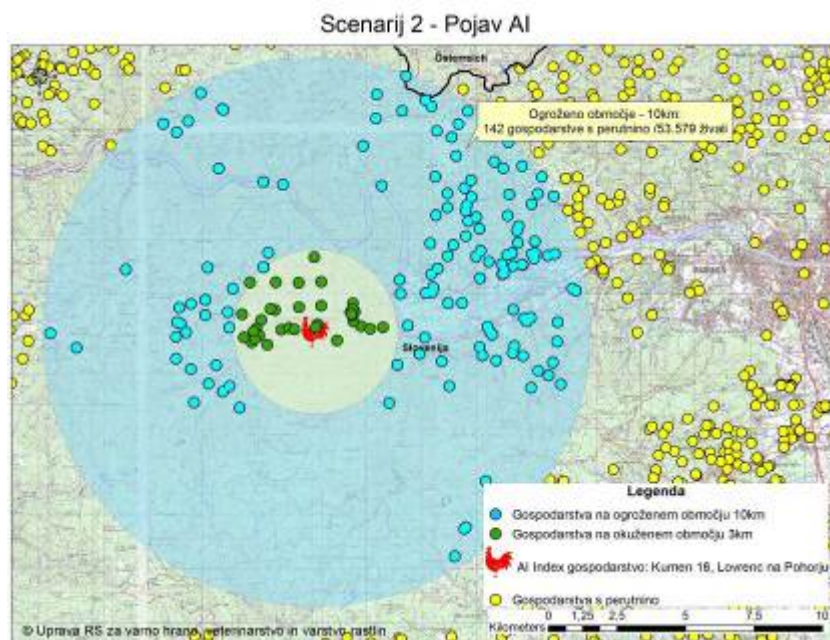 Scenarij 2 - Pojav AI
Österreich
Ogroženo območje - 10km:
142 gospodarstev s perutnino /53.579 živali
Slovenija
Legenda
Gospodarstva na ogroženem območju 10km
Gospodarstva na okuženem območju 3km
AI Index gospodarstvo: Kumen 16, Lovrenc na Pohorju
Gospodarstva s perutnino
0 1,25 2,5 5 7,5 10
Kilometers
© Uprava RS za varno hrano, veterinarstvo in varstvo rastlin